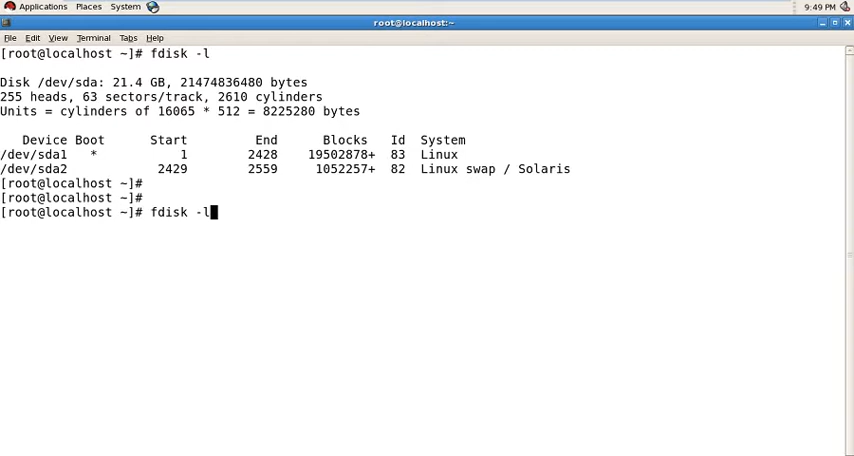 Applications Places System 9:49 PM
root@localhost:~
File Edit View Terminal Tabs Help
[root@localhost ~]# fdisk -l
Disk /dev/sda: 21.4 GB, 21474836480 bytes
255 heads, 63 sectors/track, 2610 cylinders
Units = cylinders of 16065 * 512 = 8225280 bytes
Device Boot Start End Blocks Id System
/dev/sda1 * 1 2428 19502878+ 83 Linux
/dev/sda2 2429 2559 1052257+ 82 Linux swap / Solaris
[root@localhost ~]#
[root@localhost ~]#
[root@localhost ~]# fdisk -l